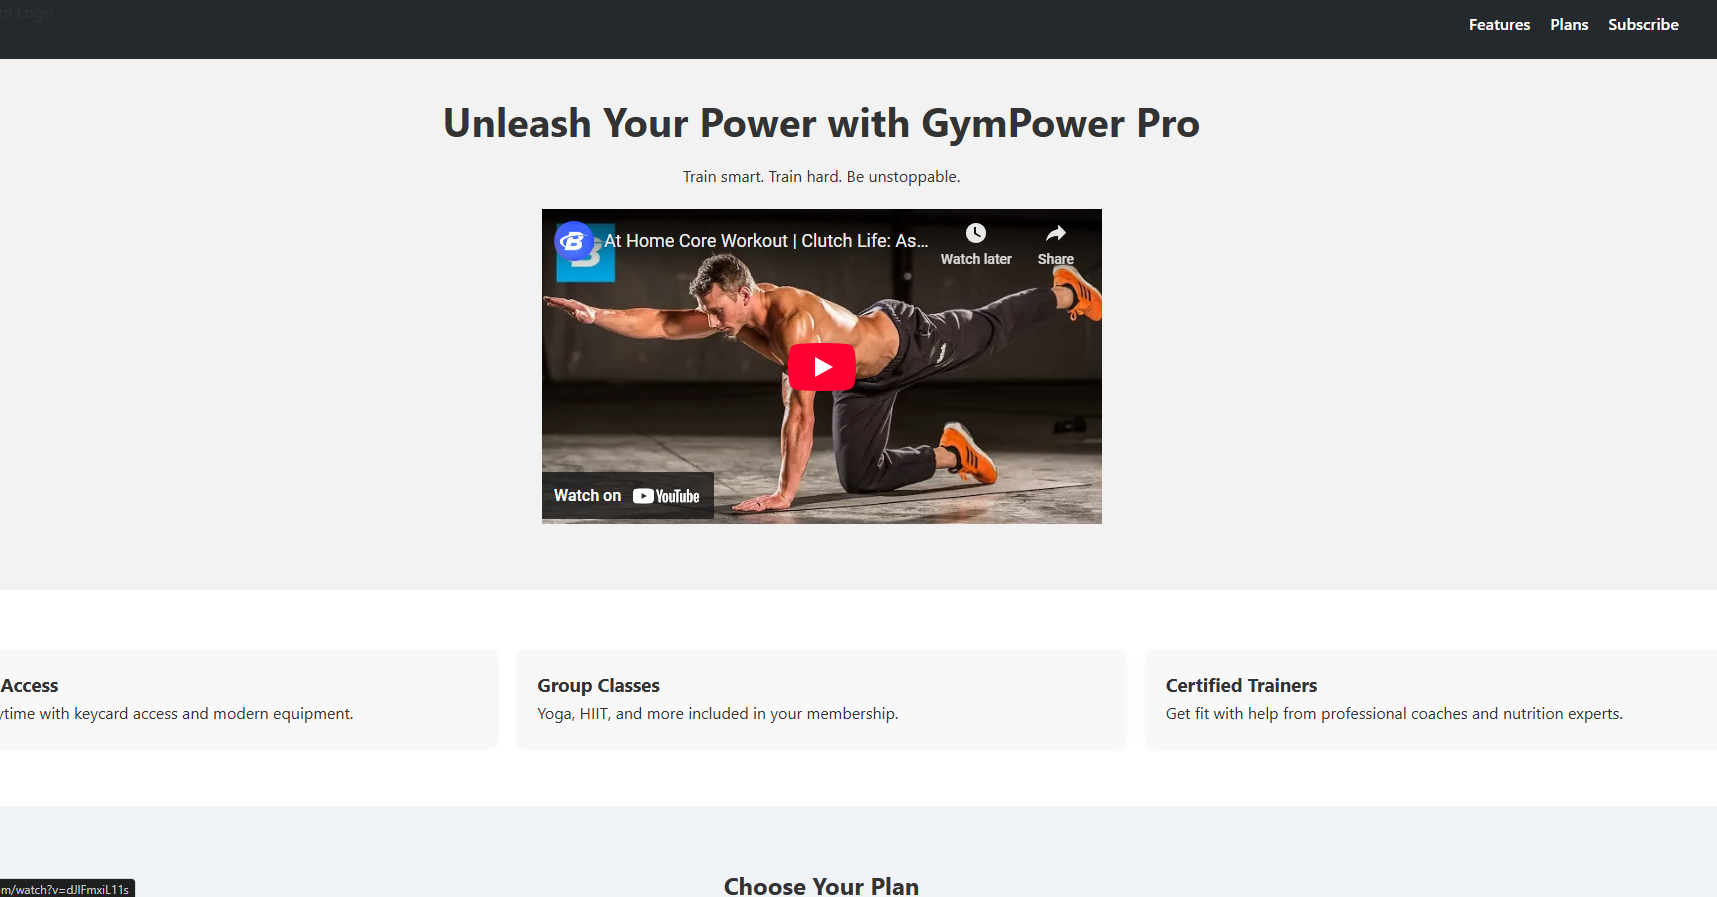 m Logo
Features Plans Subscribe
Unleash Your Power with GymPower Pro
Train smart. Train hard. Be unstoppable.
B
At Home Core Workout | Clutch Life: As...
Watch later Share
Watch on YouTube
Access
ytime with keycard access and modern equipment.
Group Classes
Yoga, HIIT, and more included in your membership.
Certified Trainers
Get fit with help from professional coaches and nutrition experts.
Choose Your Plan
m/watch?v=dJlFmxiL11s